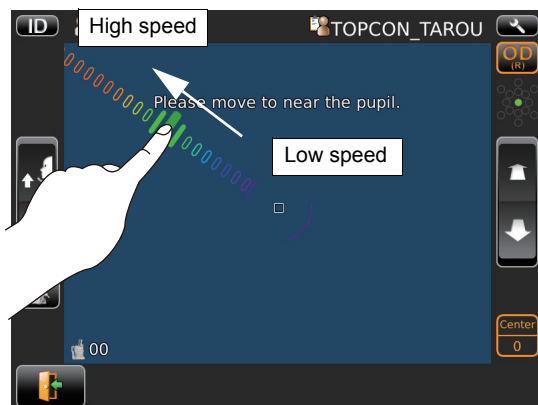 ID
High speed
TOPCON_TAROU
OD
(R)
Please move to near the pupil.
Low speed
Center
0
00